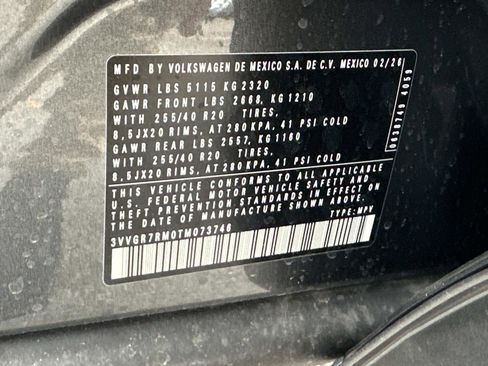 MFD BY VOLKSWAGEN DE MEXICO S.A. DE C.V. MEXICO 02/26
GVWR LBS 5115 KG 2320
GAWR FRONT LBS 2668, KG 1210
WITH 255/40 R20 TIRES,
8,5JX20 RIMS, AT 280 KPA, 41 PSI COLD
GAWR REAR LBS 2557, KG 1160
WITH 255/40 R20 TIRES,
8,5JX20 RIMS, AT 280 KPA, 41 PSI COLD
THIS VEHICLE CONFORMS TO ALL APPLICABLE
U.S. FEDERAL MOTOR VEHICLE SAFETY AND
THEFT PREVENTION STANDARDS IN EFFECT ON
THE DATE OF MANUFACTURE SHOWN ABOVE.
3VVGR7RM0TM073746 TYPE: MPV
0638749 4059